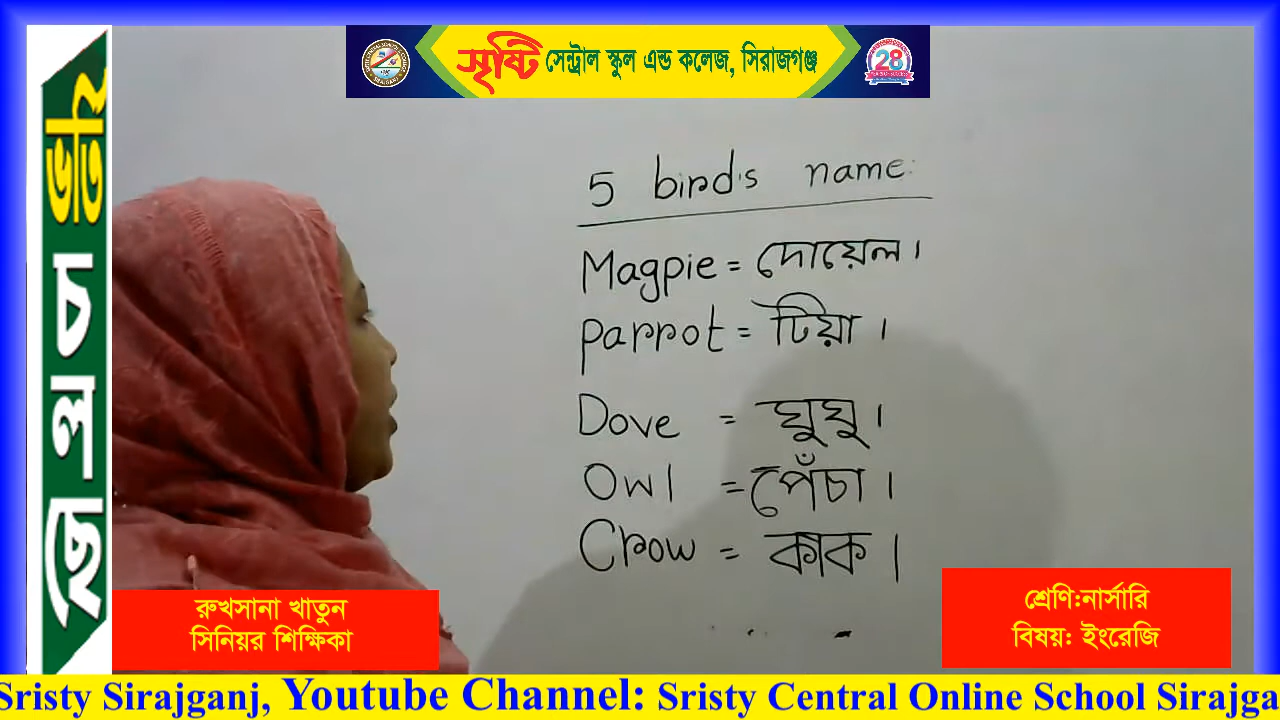 সৃষ্টি সেন্ট্রাল স্কুল এন্ড কলেজ, সিরাজগঞ্জ
28
ভর্তি চলছে
5 bird's name:
Magpie = দোয়েল।
Parrot = টিয়া।
Dove = ঘুঘু।
Owl = পেঁচা।
Crow = কাক।
রুখসানা খাতুন
সিনিয়র শিক্ষিকা
শ্রেণি:নার্সারি
বিষয়: ইংরেজি
Sristy Sirajganj, Youtube Channel: Sristy Central Online School Sirajga